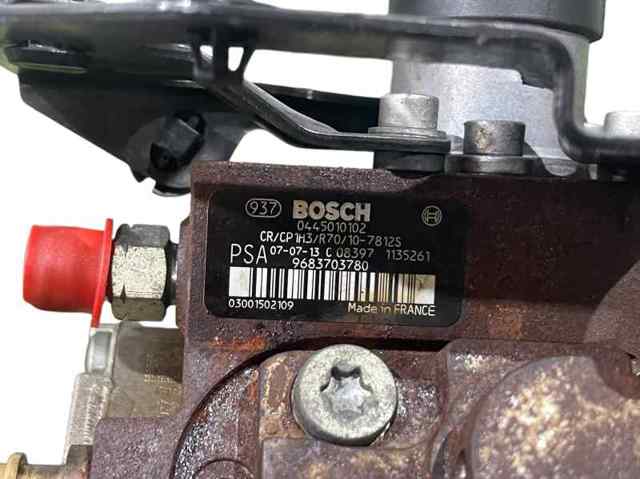 937 BOSCH
0445010102
CR/CP1H3/R70/10-7812S
PSA 07-07-13 C 08397 1135261
9683703780
03001502109 Made in FRANCE